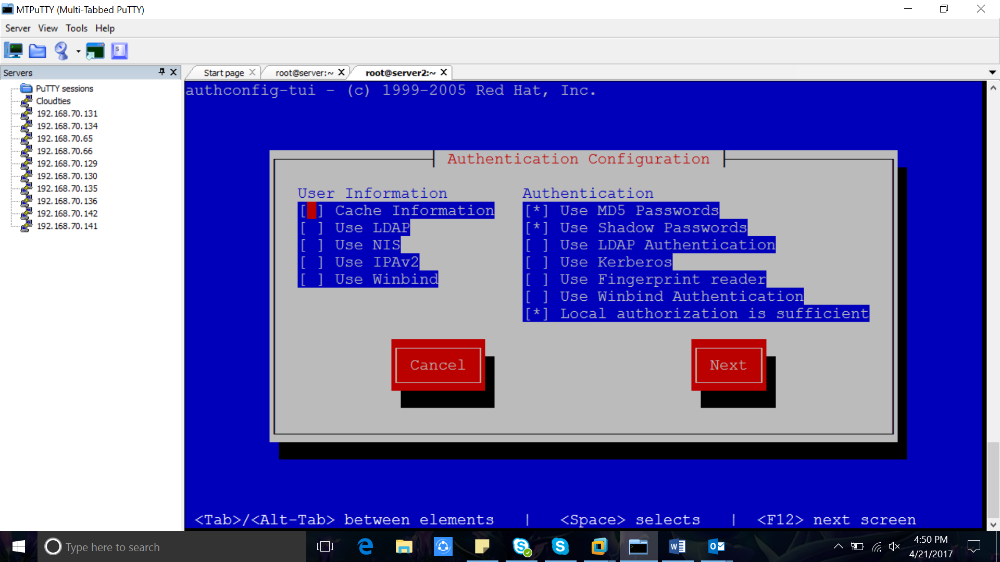 MTPuTTY (Multi-Tabbed PuTTY)
Server View Tools Help
Servers
Start page root@server:~ root@server2:~
PuTTY sessions
Cloudties
192.168.70.131
192.168.70.134
192.168.70.65
192.168.70.66
192.168.70.129
192.168.70.130
192.168.70.135
192.168.70.136
192.168.70.142
192.168.70.141
authconfig-tui - (c) 1999-2005 Red Hat, Inc.
Authentication Configuration
User Information
[ ] Cache Information
[ ] Use LDAP
[ ] Use NIS
[ ] Use IPAv2
[ ] Use Winbind
Authentication
[*] Use MD5 Passwords
[*] Use Shadow Passwords
[ ] Use LDAP Authentication
[ ] Use Kerberos
[ ] Use Fingerprint reader
[ ] Use Winbind Authentication
[*] Local authorization is sufficient
Cancel
Next
<Tab>/<Alt-Tab> between elements | <Space> selects | <F12> next screen
Type here to search
4:50 PM
4/21/2017